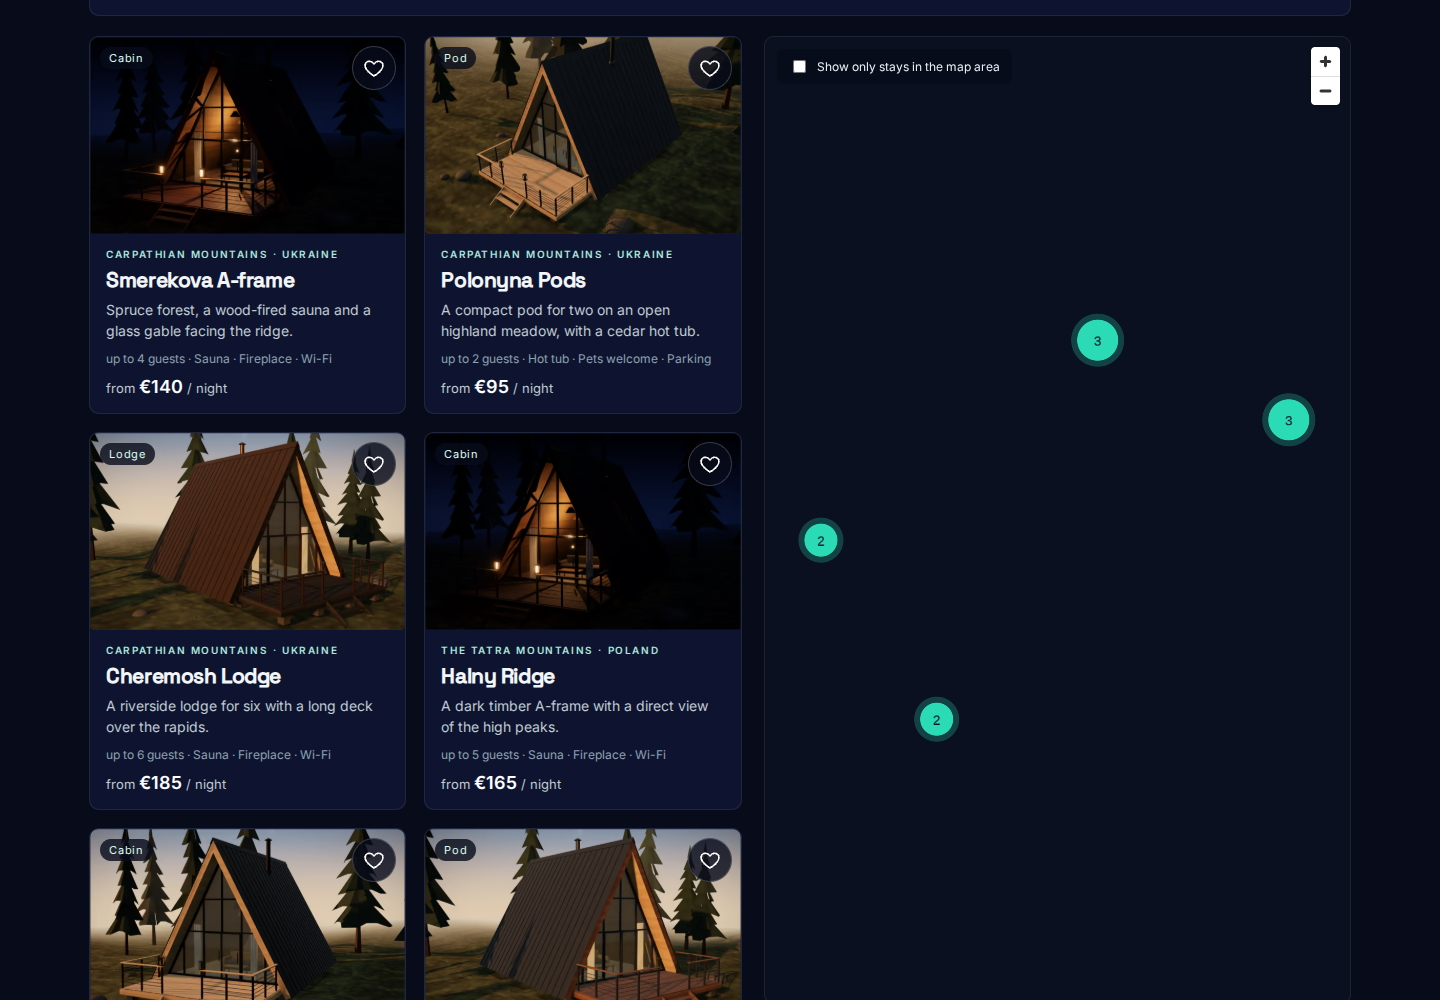 Cabin
Pod
CARPATHIAN MOUNTAINS · UKRAINE
Smerekova A-frame
Spruce forest, a wood-fired sauna and a
glass gable facing the ridge.
up to 4 guests · Sauna · Fireplace · Wi-Fi
from €140 / night
CARPATHIAN MOUNTAINS · UKRAINE
Polonyna Pods
A compact pod for two on an open
highland meadow, with a cedar hot tub.
up to 2 guests · Hot tub · Pets welcome · Parking
from €95 / night
Lodge
Cabin
CARPATHIAN MOUNTAINS · UKRAINE
Cheremosh Lodge
A riverside lodge for six with a long deck
over the rapids.
up to 6 guests · Sauna · Fireplace · Wi-Fi
from €185 / night
THE TATRA MOUNTAINS · POLAND
Halny Ridge
A dark timber A-frame with a direct view
of the high peaks.
up to 5 guests · Sauna · Fireplace · Wi-Fi
from €165 / night
Cabin
Pod
Show only stays in the map area
+
−
3
3
2
2